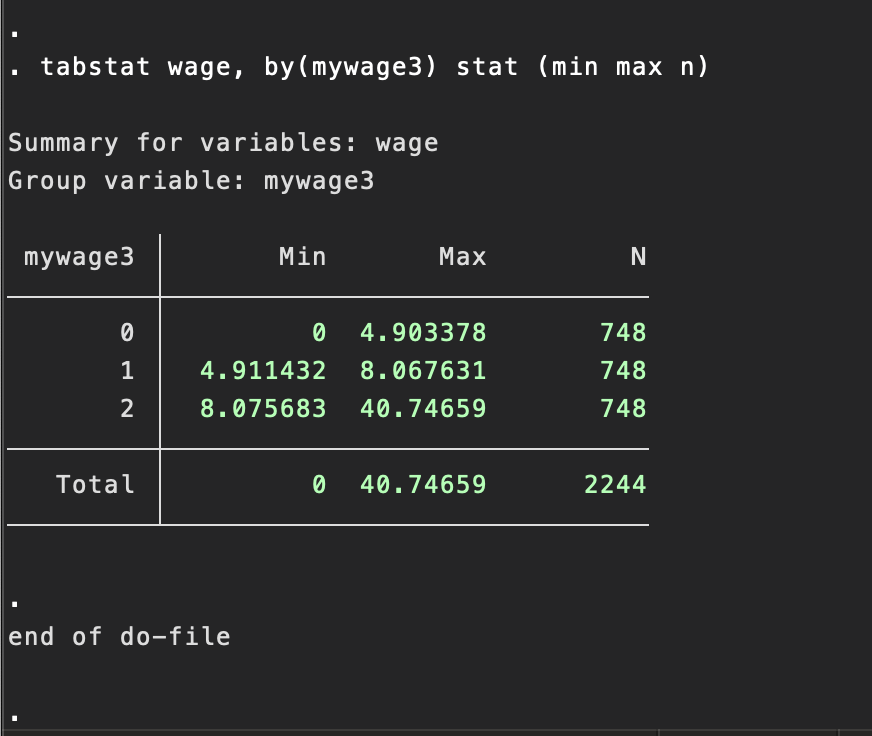 .
. tabstat wage, by(mywage3) stat (min max n)
Summary for variables: wage
Group variable: mywage3
mywage3 Min Max N
0 0 4.903378 748
1 4.911432 8.067631 748
2 8.075683 40.74659 748
Total 0 40.74659 2244
.
end of do-file
.